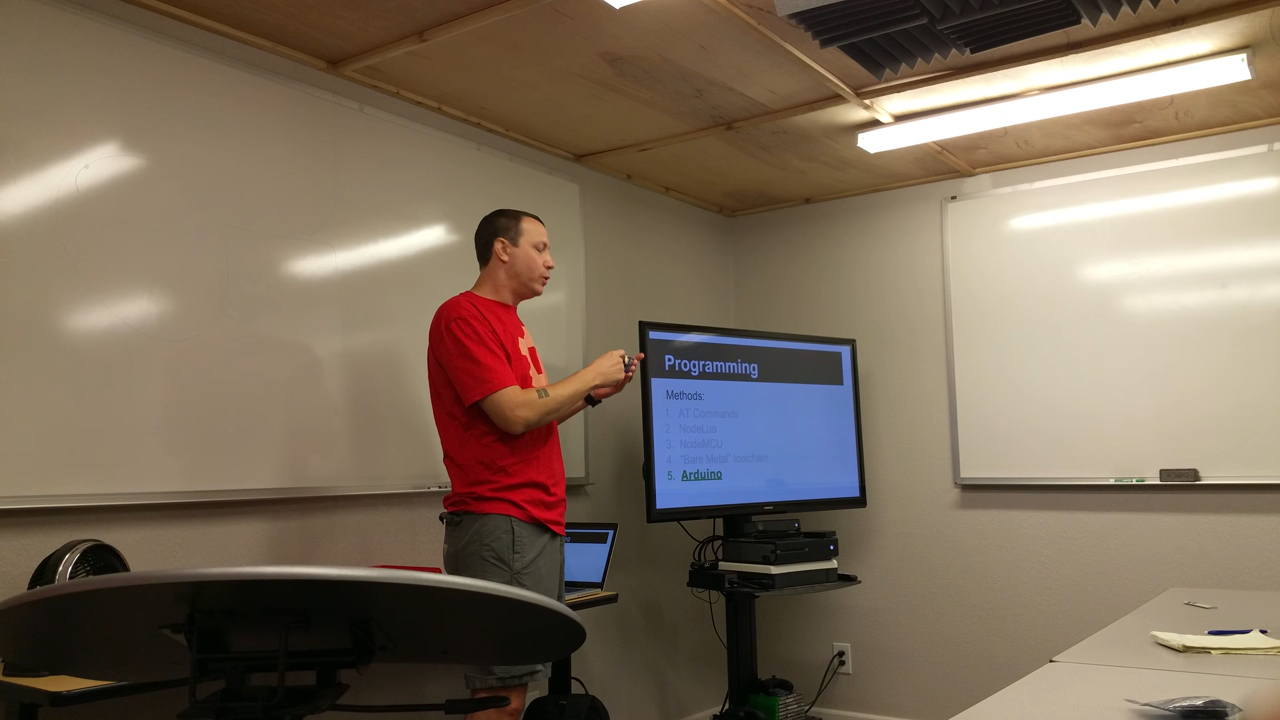 Programming
Methods:
1. AT Commands
2. NodeLua
3. NodeMCU
4. "Bare Metal" toolchain
5. Arduino